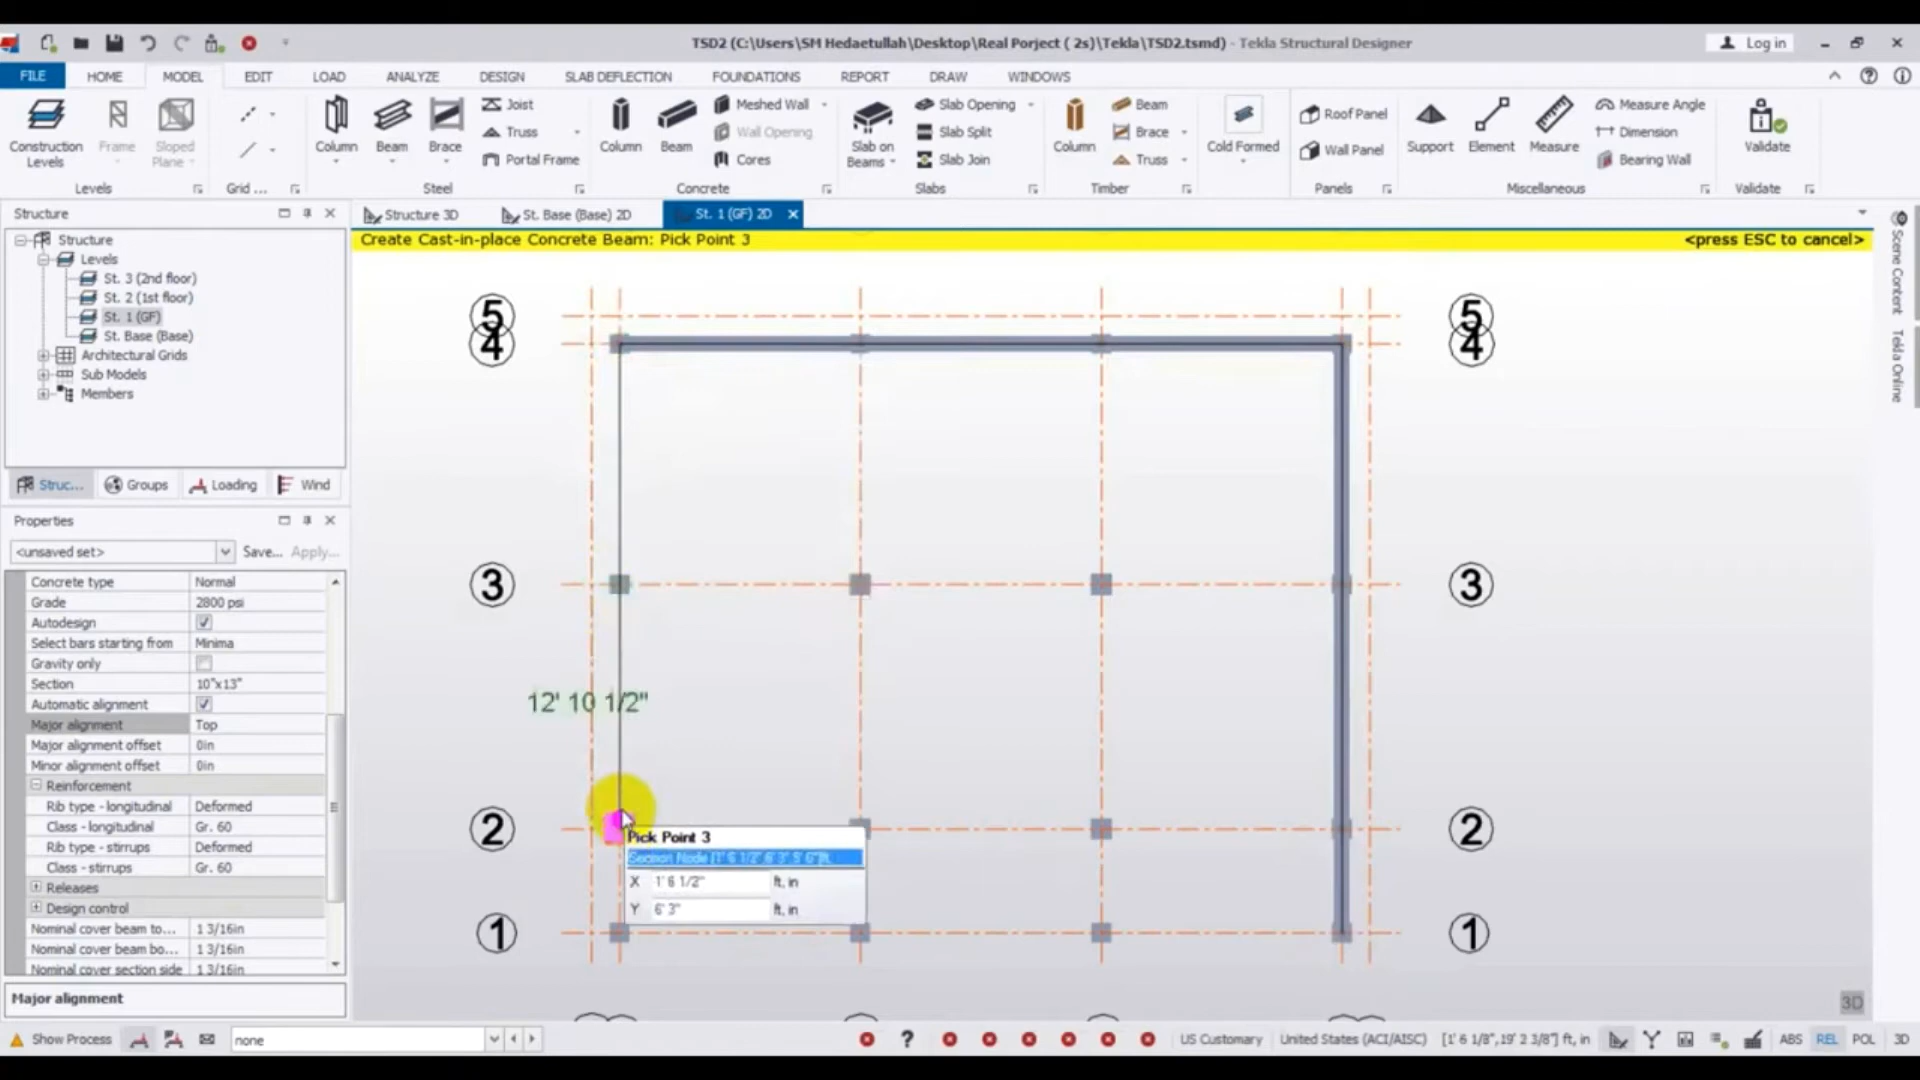 TSD2 (C:\Users\SM Hedaetullah\Desktop\Real Porject ( 2s)\Tekla\TSD2.tsmd) - Tekla Structural Designer
Log in
FILE HOME MODEL EDIT LOAD ANALYZE DESIGN SLAB DEFLECTION FOUNDATIONS REPORT DRAW WINDOWS
Construction Levels
Frame
Sloped Plane
Levels
Grid ...
Column
Beam
Brace
Joist
Truss
Portal Frame
Steel
Column
Beam
Meshed Wall
Wall Opening
Cores
Concrete
Slab on Beams
Slab Opening
Slab Split
Slab Join
Slabs
Column
Beam
Brace
Truss
Timber
Cold Formed
Roof Panel
Wall Panel
Panels
Support
Element
Measure
Measure Angle
Dimension
Bearing Wall
Miscellaneous
Validate
Validate
Structure
Structure
Levels
St. 3 (2nd floor)
St. 2 (1st floor)
St. 1 (GF)
St. Base (Base)
Architectural Grids
Sub Models
Members
Struc... Groups Loading Wind
Properties
<unsaved set> Save... Apply...
Concrete type Normal
Grade 2800 psi
Autodesign
Select bars starting from Minima
Gravity only
Section 10"x13"
Automatic alignment
Major alignment Top
Major alignment offset 0in
Minor alignment offset 0in
Reinforcement
Rib type - longitudinal Deformed
Class - longitudinal Gr. 60
Rib type - stirrups Deformed
Class - stirrups Gr. 60
Releases
Design control
Nominal cover beam to... 1 3/16in
Nominal cover beam bo... 1 3/16in
Nominal cover section side 1 3/16in
Major alignment
Structure 3D St. Base (Base) 2D St. 1 (GF) 2D
Create Cast-in-place Concrete Beam: Pick Point 3 <press ESC to cancel>
5 5
4 4
3 3
12' 10 1/2"
2 2
Pick Point 3
X 1' 6 1/2" ft, in
Y 6' 3" ft, in
1 1
3D
Scene Content
Tekla Online
Show Process none US Customary United States (ACI/AISC) [1' 6 1/8",19' 2 3/8"] ft, in ABS REL POL 3D